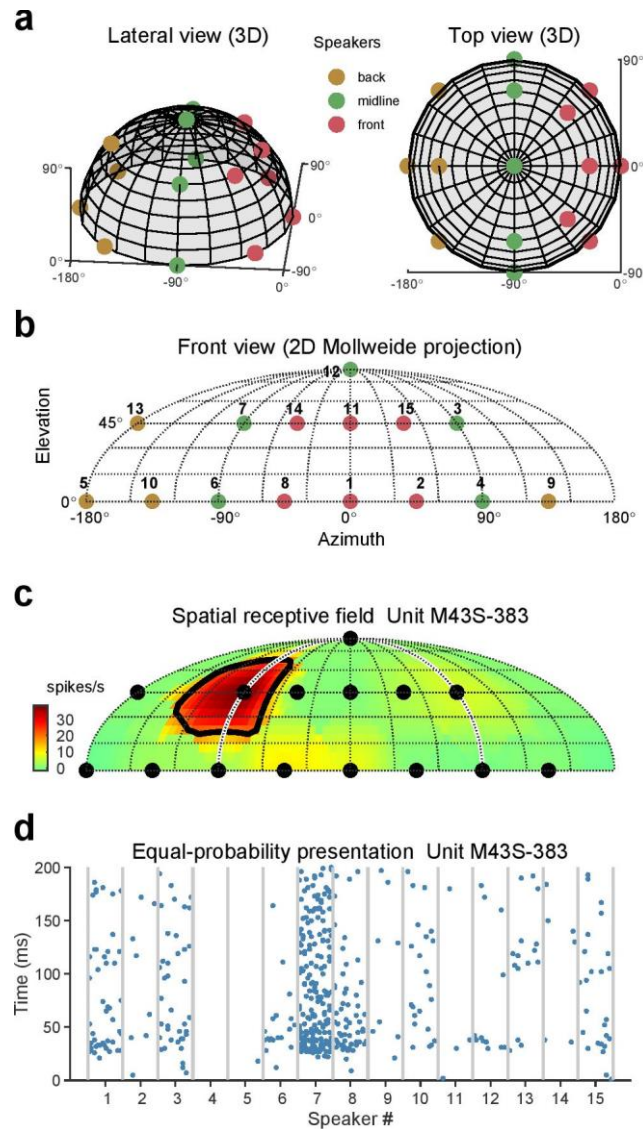 a
Lateral view (3D)
Speakers
back
midline
front
Top view (3D)
90°
0°
-180°
-90°
0°
90°
0°
-90°
90°
0°
-90
-180°
-90°
0°
b
Front view (2D Mollweide projection)
12
13 7 14 11 15 3
45°
Elevation
5 10 6 8 1 2 4 9
0°
-180° -90° 0° 90° 180°
Azimuth
c
Spatial receptive field Unit M43S-383
spikes/s
30
20
10
0
d
Equal-probability presentation Unit M43S-383
200
150
100
50
0
Time (ms)
1 2 3 4 5 6 7 8 9 10 11 12 13 14 15
Speaker #